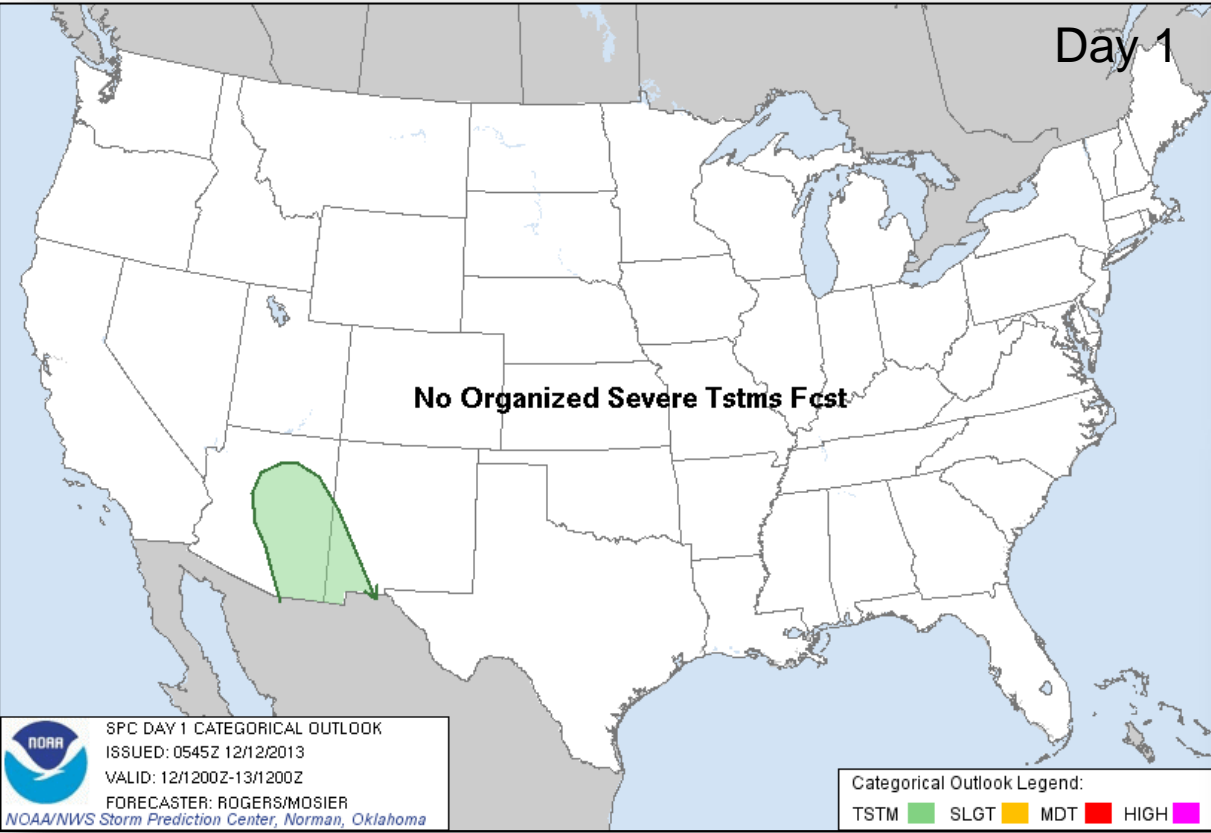 Day 1
No Organized Severe Tstms Fcst
NOAA
SPC DAY 1 CATEGORICAL OUTLOOK
ISSUED: 0545Z 12/12/2013
VALID: 12/1200Z-13/1200Z
FORECASTER: ROGERS/MOSIER
NOAA/NWS Storm Prediction Center, Norman, Oklahoma
Categorical Outlook Legend:
TSTM SLGT MDT HIGH